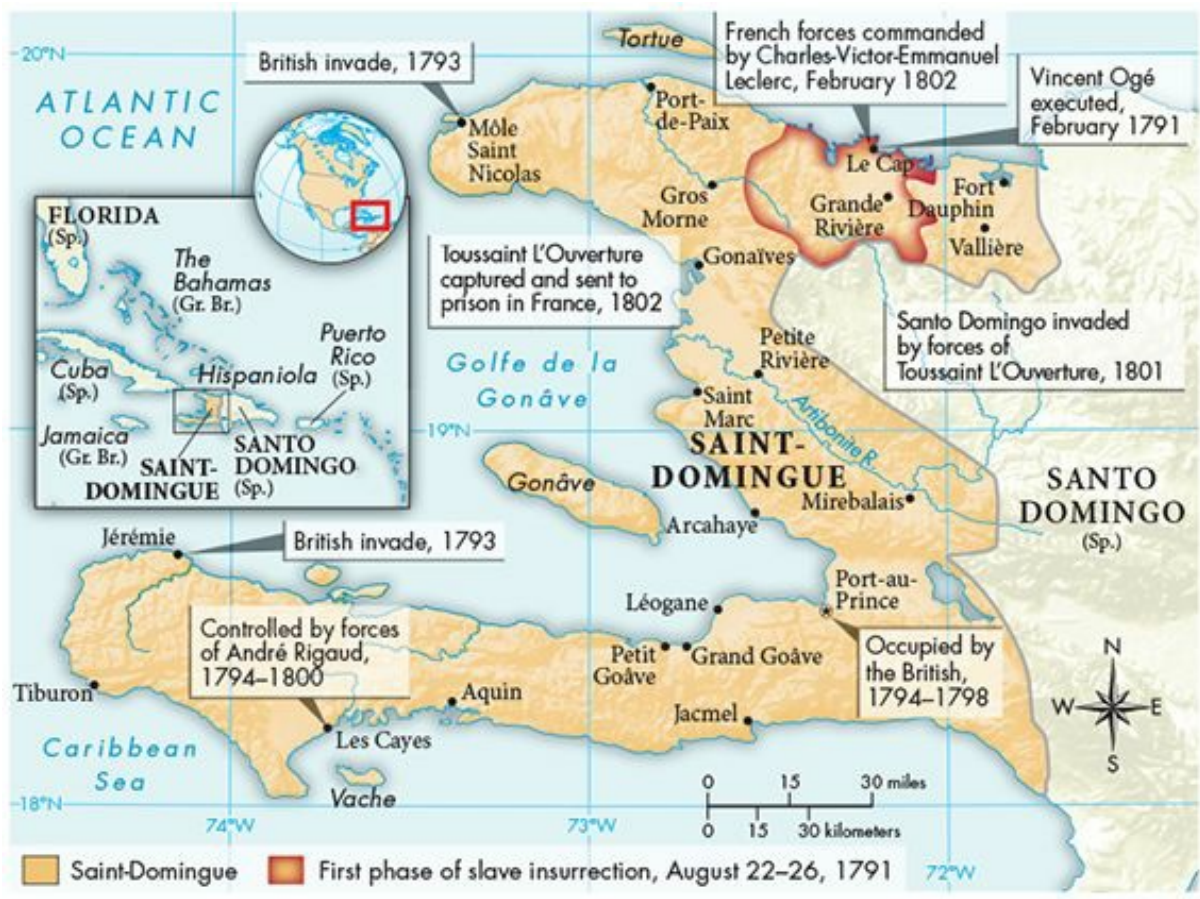 Tortue
French forces commanded
by Charles-Victor-Emmanuel
Leclerc, February 1802
20°N
British invade, 1793
Vincent Ogé
executed,
February 1791
ATLANTIC
OCEAN
Port-
de-Paix
Môle
Saint
Nicolas
Le Cap
Gros
Morne
Grande
Rivière
Fort
Dauphin
Vallière
FLORIDA
(Sp.)
The
Bahamas
(Gr. Br.)
Puerto
Rico
(Sp.)
Cuba
(Sp.)
Hispaniola
Jamaica
(Gr. Br.)
SAINT-
DOMINGUE
SANTO
DOMINGO
(Sp.)
Toussaint L'Ouverture
captured and sent to
prison in France, 1802
Gonaïves
Santo Domingo invaded
by forces of
Toussaint L'Ouverture, 1801
Golfe de la
Gonâve
Petite
Rivière
Saint
Marc
Artibonite R.
19°N
SAINT-
DOMINGUE
Gonâve
Mirebalais
Arcahaye
SANTO
DOMINGO
(Sp.)
Jérémie
British invade, 1793
Port-au-
Prince
Léogane
Controlled by forces
of André Rigaud,
1794–1800
Petit
Goâve
Grand Goâve
Occupied by
the British,
1794–1798
N
W
E
S
Tiburon
Aquin
Jacmel
Les Cayes
Caribbean
Sea
Vache
0 15 30 miles
0 15 30 kilometers
18°N
74°W
73°W
72°W
Saint-Domingue
First phase of slave insurrection, August 22–26, 1791